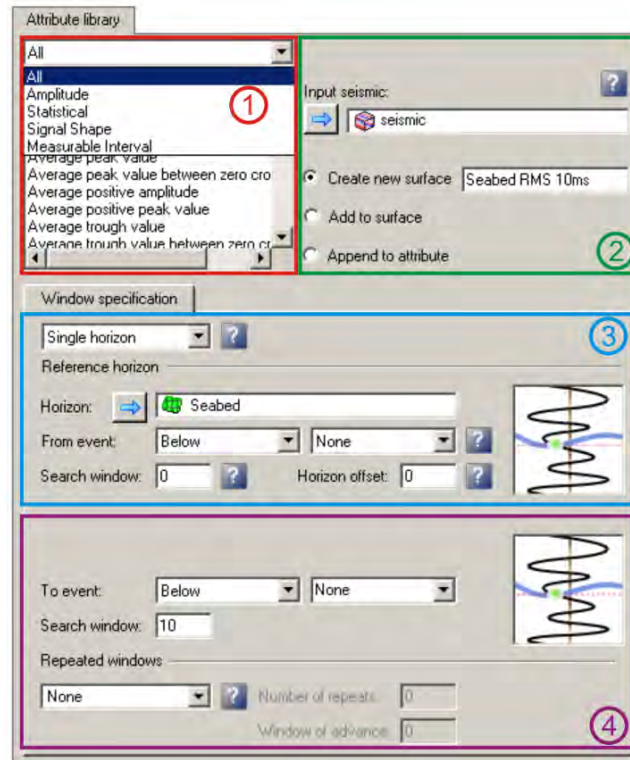 Attribute library
All
All
Amplitude
Statistical
Signal Shape
Measurable Interval
Average peak value
Average peak value between zero cro
Average positive amplitude
Average positive peak value
Average trough value
Average trough value between zero cr
1
?
Input seismic:
seismic
Create new surface Seabed RMS 10ms
Add to surface
Append to attribute
2
Window specification
Single horizon ?
3
Reference horizon
Horizon: Seabed
From event: Below None ?
Search window: 0 ? Horizon offset: 0 ?
To event: Below None
Search window: 10
Repeated windows
None ? Number of repeats: 0
Window of advance 0
4